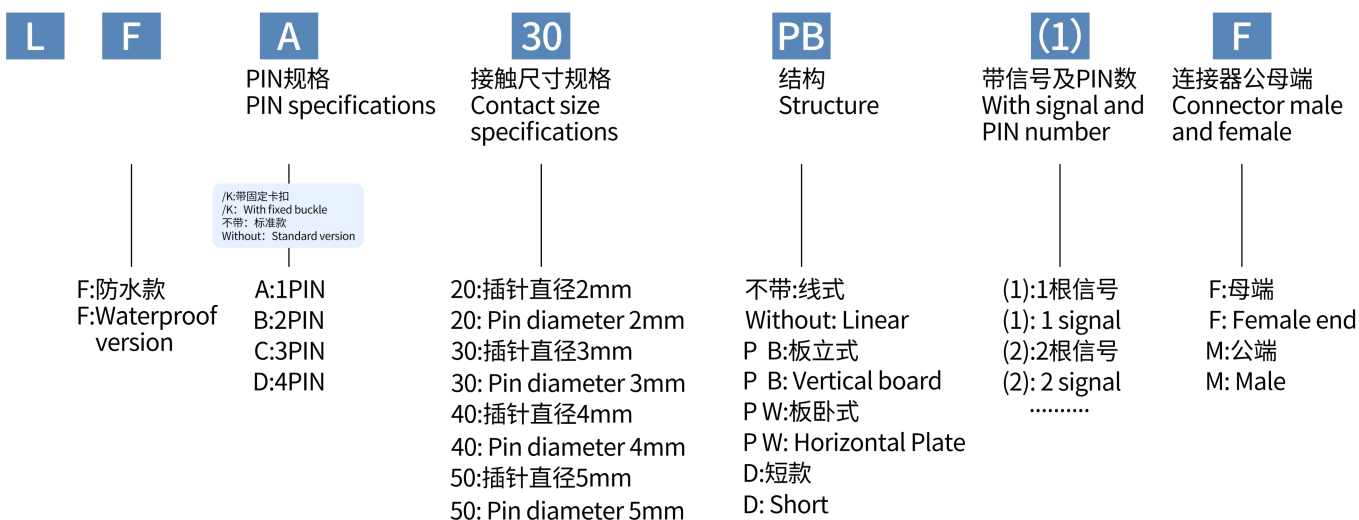 L F A 30 PB (1) F
PIN规格
PIN specifications
接触尺寸规格
Contact size
specifications
结构
Structure
带信号及PIN数
With signal and
PIN number
连接器公母端
Connector male
and female
/K:带固定卡扣
/K：With fixed buckle
不带：标准款
Without：Standard version
F:防水款
F:Waterproof
version
A:1PIN
B:2PIN
C:3PIN
D:4PIN
20:插针直径2mm
20: Pin diameter 2mm
30:插针直径3mm
30: Pin diameter 3mm
40:插针直径4mm
40: Pin diameter 4mm
50:插针直径5mm
50: Pin diameter 5mm
不带:线式
Without: Linear
P B:板立式
P B: Vertical board
P W:板卧式
P W: Horizontal Plate
D:短款
D: Short
(1):1根信号
(1): 1 signal
(2):2根信号
(2): 2 signal
··········
F:母端
F: Female end
M:公端
M: Male